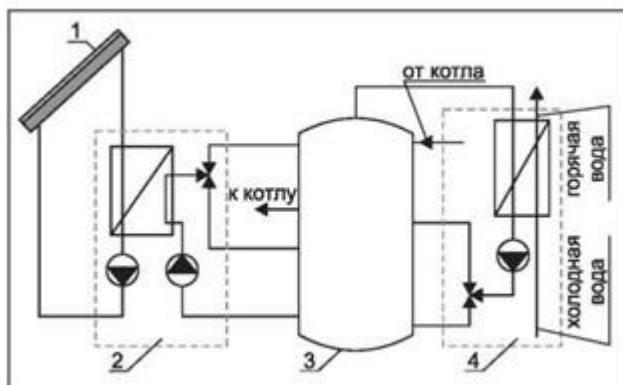 1
от котла
к котлу
горячая
вода
холодная
вода
2
3
4